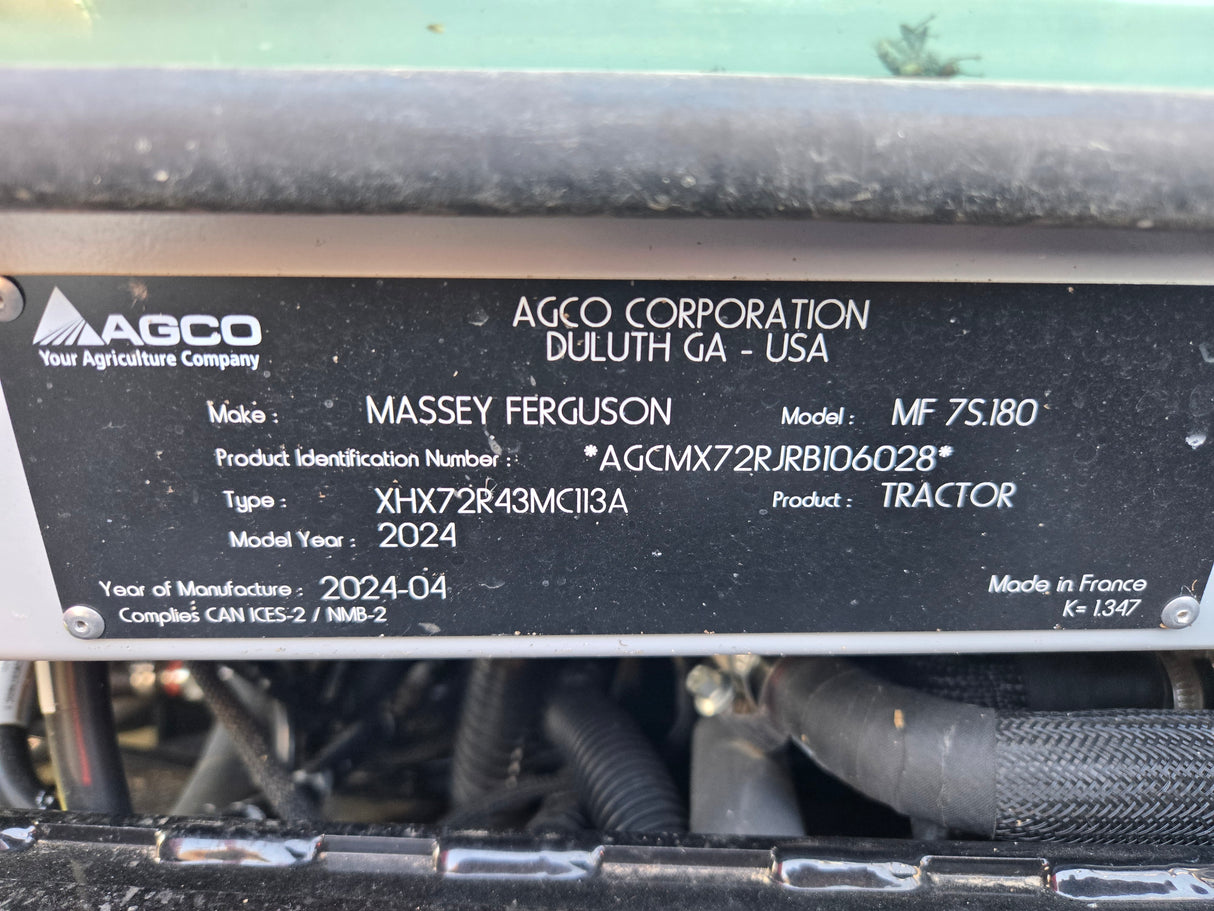 AGCO
Your Agriculture Company
AGCO CORPORATION
DULUTH GA - USA
Make : MASSEY FERGUSON Model : MF 7S.180
Product Identification Number : *AGCMX72RJRB106028*
Type : XHX72R43MC113A Product : TRACTOR
Model Year : 2024
Year of Manufacture : 2024-04
Complies CAN ICES-2 / NMB-2
Made in France
K= 1.347